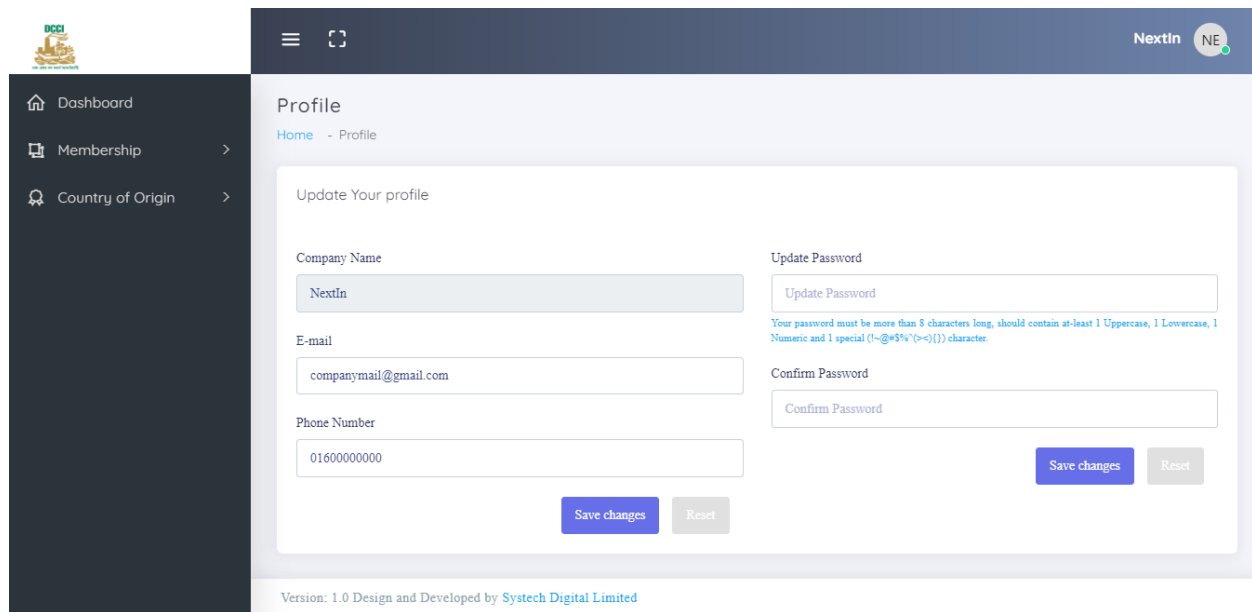 DCCI
NextIn
NE
Dashboard
Membership
Country of Origin
Profile
Home - Profile
Update Your profile
Company Name
NextIn
E-mail
companymail@gmail.com
Phone Number
01600000000
Save changes
Reset
Update Password
Update Password
Your password must be more than 8 characters long, should contain at-least 1 Uppercase, 1 Lowercase, 1
Numeric and 1 special (!~@#$%^(><){}) character.
Confirm Password
Confirm Password
Save changes
Reset
Version: 1.0 Design and Developed by Systech Digital Limited